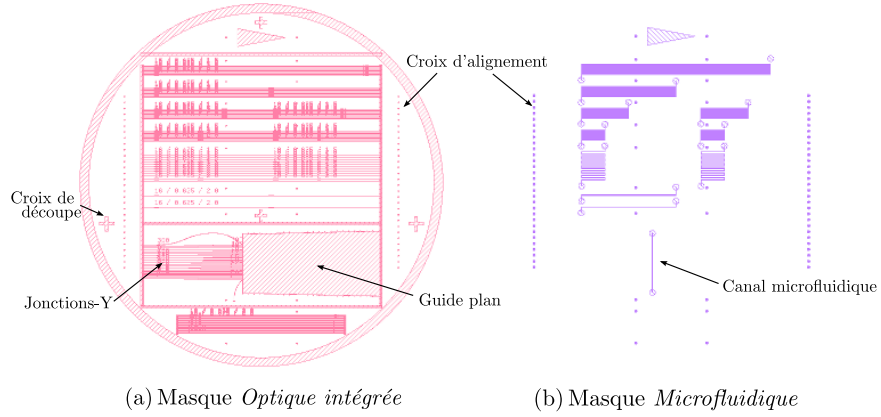 Croix d'alignement
16 / 0.625 / 2.0
16 / 0.625 / 2.0
Croix de
découpe
Jonctions-Y
Guide plan
Canal microfluidique
(a) Masque Optique intégrée
(b) Masque Microfluidique